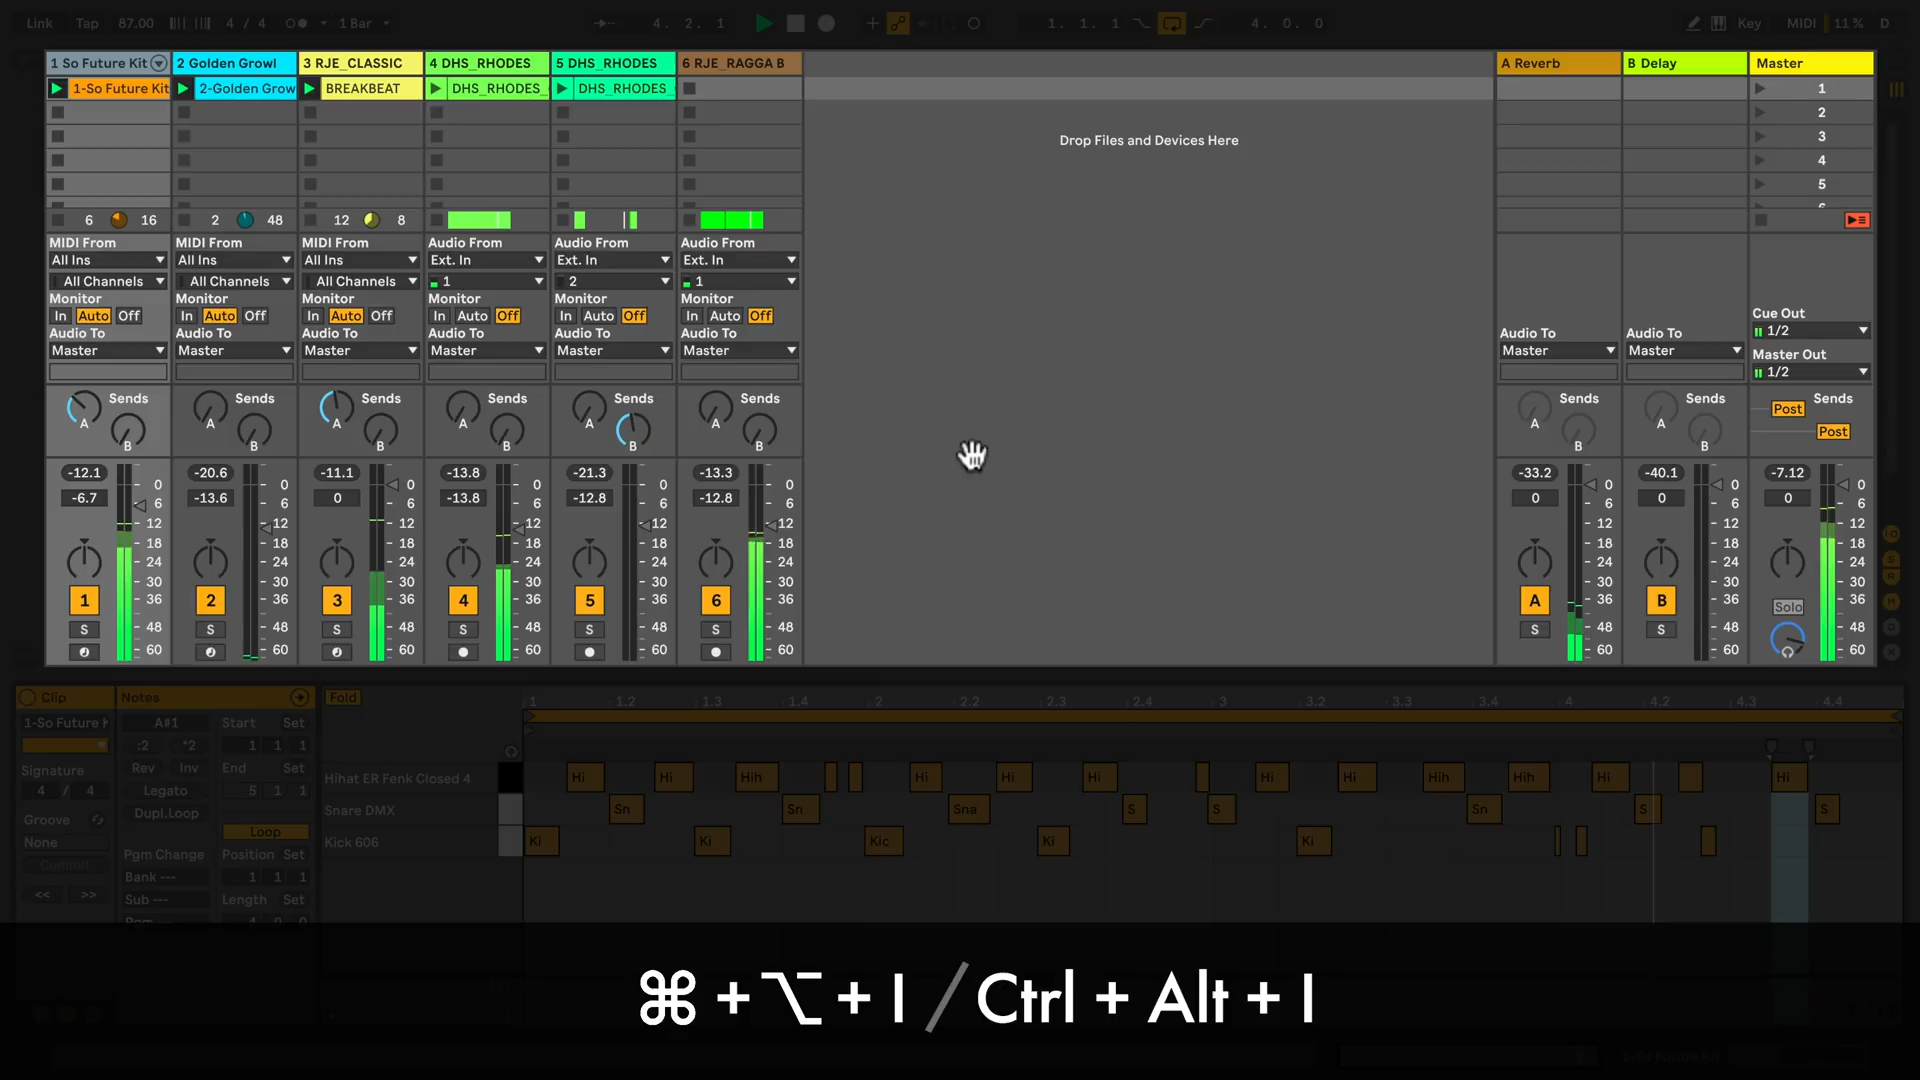 Link Tap 87.00 4 / 4 1 Bar 4. 2. 1 1. 1. 1 4. 0. 0 Key MIDI 11 % D
1 So Future Kit 2 Golden Growl 3 RJE_CLASSIC 4 DHS_RHODES 5 DHS_RHODES 6 RJE_RAGGA B A Reverb B Delay Master
1-So Future Kit 2-Golden Grow BREAKBEAT DHS_RHODES_ DHS_RHODES_ 1
2
Drop Files and Devices Here 3
4
5
6
6 16 2 48 12 8
MIDI From MIDI From MIDI From Audio From Audio From Audio From
All Ins All Ins All Ins Ext. In Ext. In Ext. In
All Channels All Channels All Channels 1 2 1
Monitor Monitor Monitor Monitor Monitor Monitor
In Auto Off In Auto Off In Auto Off In Auto Off In Auto Off In Auto Off Cue Out
Audio To Audio To Audio To Audio To Audio To Audio To Audio To Audio To 1/2
Master Master Master Master Master Master Master Master Master Out
1/2
Sends Sends Sends Sends Sends Sends Sends Sends Sends
A A A A A A A A Post
B B B B B B B B Post
-12.1 -20.6 -11.1 -13.8 -21.3 -13.3 -33.2 -40.1 -7.12
0 0 0 0 0 0 0 0 0
-6.7 -13.6 0 -13.8 -12.8 -12.8 0 0 0
6 6 6 6 6 6 6 6 6
12 12 12 12 12 12 12 12 12
18 18 18 18 18 18 18 18 18
24 24 24 24 24 24 24 24 24
30 30 30 30 30 30 30 30 30
1 2 3 4 5 6 A B Solo
36 36 36 36 36 36 36 36 36
S S S S S S S S
48 48 48 48 48 48 48 48 48
60 60 60 60 60 60 60 60 60
Clip Notes Fold 1 1.2 1.3 1.4 2 2.2 2.3 2.4 3 3.2 3.3 3.4 4 4.2 4.3 4.4
1-So Future K A#1 Start Set
:2 *2 1 1 1
Signature Rev Inv End Set
4 / 4 Legato 5 1 1
Groove Dupl.Loop
None Loop
Commit Pgm Change Position Set
<< >> Bank --- 1 1 1
Sub --- Length Set
Pgm --- 4 0 0
Hihat ER Fenk Closed 4 Hi Hi Hih Hi Hi Hi Hi Hi Hih Hih Hi Hi
Snare DMX Sn Sn Sna S S Sn S S
Kick 606 Ki Ki Kic Ki Ki
⌘ + ⌥ + I / Ctrl + Alt + I